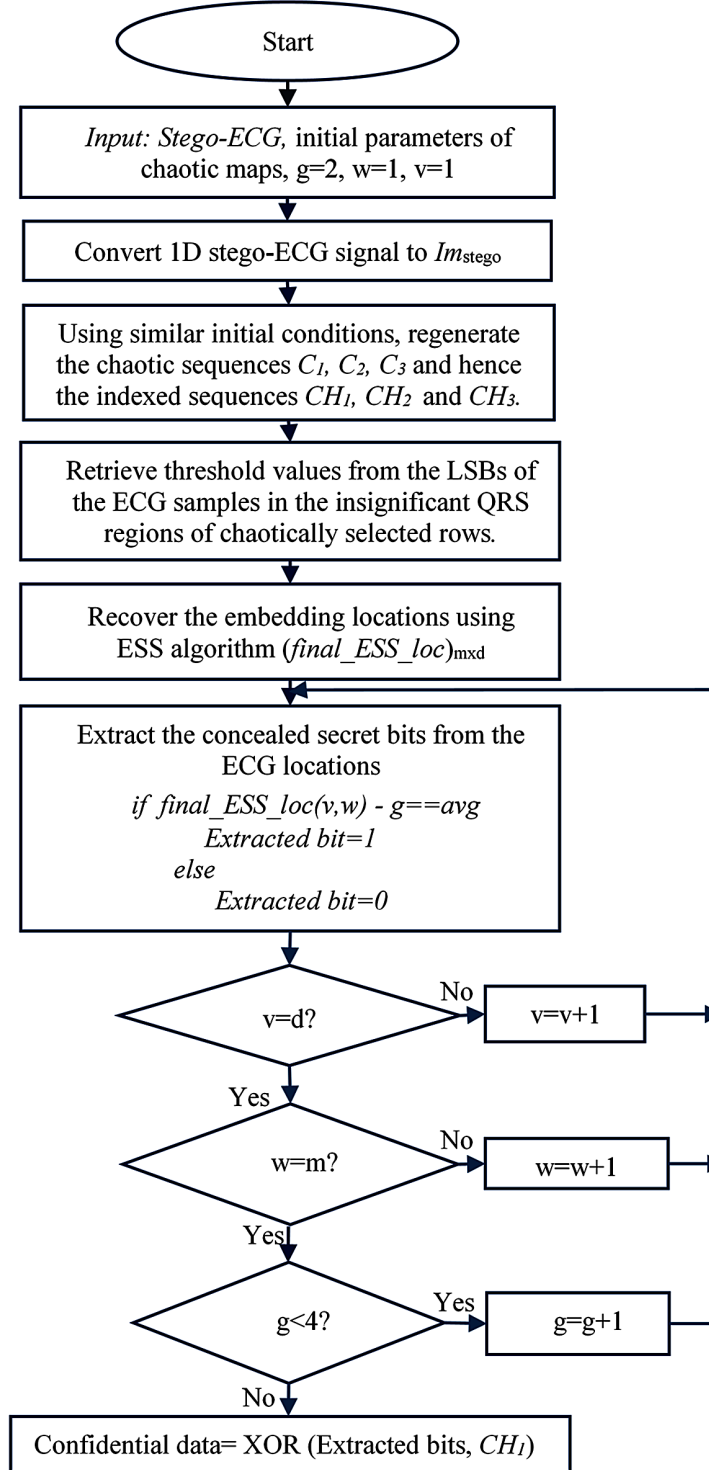 Start
Input: Stego-ECG, initial parameters of
chaotic maps, g=2, w=1, v=1
Convert 1D stego-ECG signal to Imstego
Using similar initial conditions, regenerate
the chaotic sequences C1, C2, C3 and hence
the indexed sequences CH1, CH2 and CH3.
Retrieve threshold values from the LSBs of
the ECG samples in the insignificant QRS
regions of chaotically selected rows.
Recover the embedding locations using
ESS algorithm (final_ESS_loc)mxd
Extract the concealed secret bits from the
ECG locations
if final_ESS_loc(v,w) - g==avg
Extracted bit=1
else
Extracted bit=0
v=d?
No
v=v+1
Yes
w=m?
No
w=w+1
Yes
g<4?
Yes
g=g+1
No
Confidential data= XOR (Extracted bits, CH1)